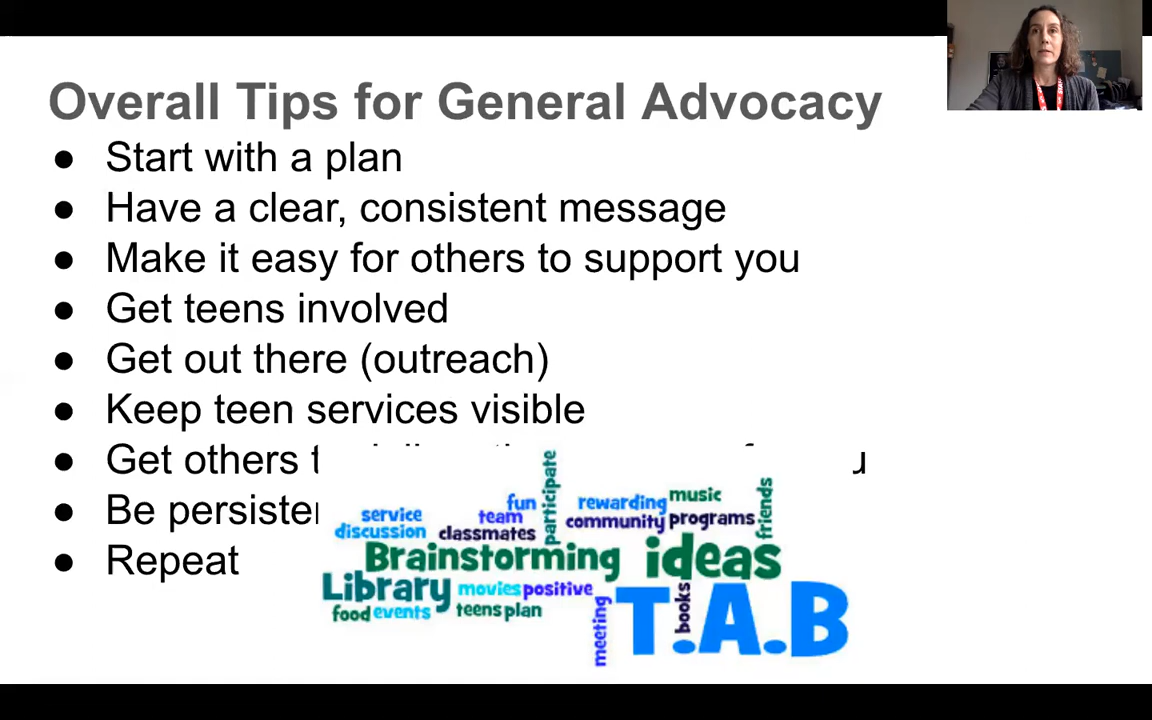 Overall Tips for General Advocacy
● Start with a plan
● Have a clear, consistent message
● Make it easy for others to support you
● Get teens involved
● Get out there (outreach)
● Keep teen services visible
● Get others
● Be
● Repeat
participate
friends
music
rewarding
fun
service
team
community programs
discussion classmates
Brainstorming ideas
Library movies positive
books
T.A.B
food events teens plan
meeting